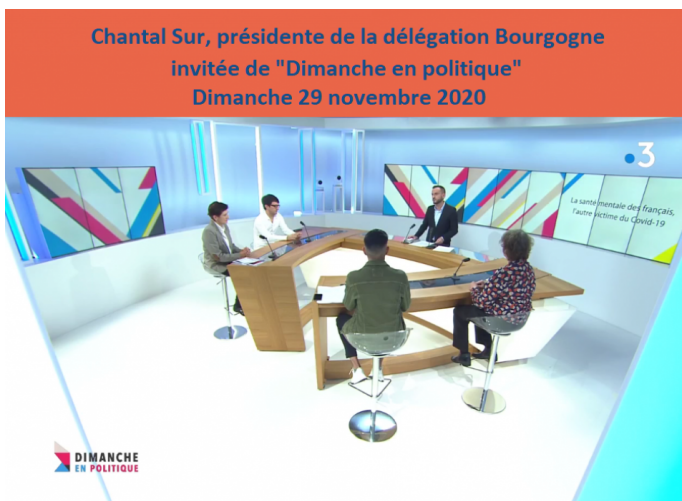 Chantal Sur, présidente de la délégation Bourgogne
invitée de "Dimanche en politique"
Dimanche 29 novembre 2020
3
La santé mentale des français,
l'autre victime du Covid-19
DIMANCHE
EN POLITIQUE